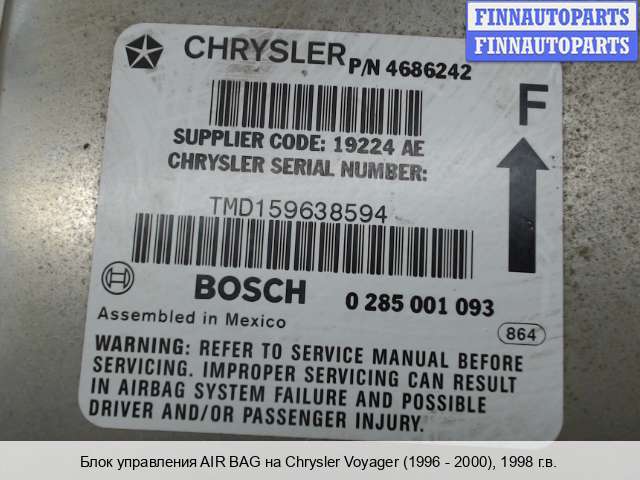 FINNAUTOPARTS
FINNAUTOPARTS
CHRYSLER P/N 4686242
F
SUPPLIER CODE: 19224 AE
CHRYSLER SERIAL NUMBER:
TMD159638594
BOSCH 0 285 001 093
Assembled in Mexico
864
WARNING: REFER TO SERVICE MANUAL BEFORE
SERVICING. IMPROPER SERVICING CAN RESULT
IN AIRBAG SYSTEM FAILURE AND POSSIBLE
DRIVER AND/OR PASSENGER INJURY.
Блок управления AIR BAG на Chrysler Voyager (1996 - 2000), 1998 г.в.